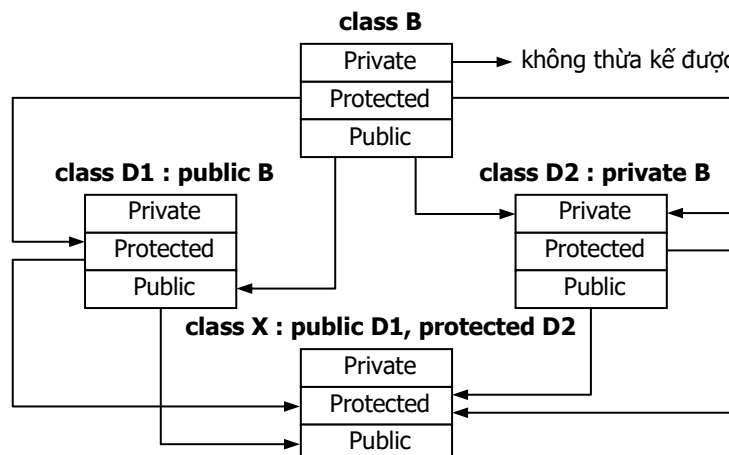 class B
Private
không thừa kế được
Protected
Public
class D1 : public B
class D2 : private B
Private
Private
Protected
Protected
Public
Public
class X : public D1, protected D2
Private
Protected
Public